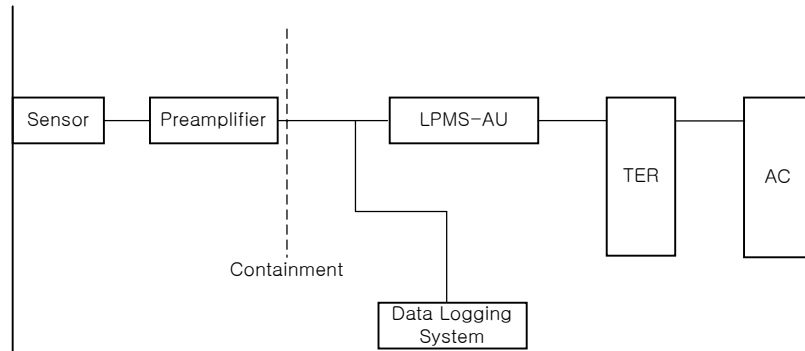 Sensor
Preamplifier
LPMS-AU
TER
AC
Containment
Data Logging
System